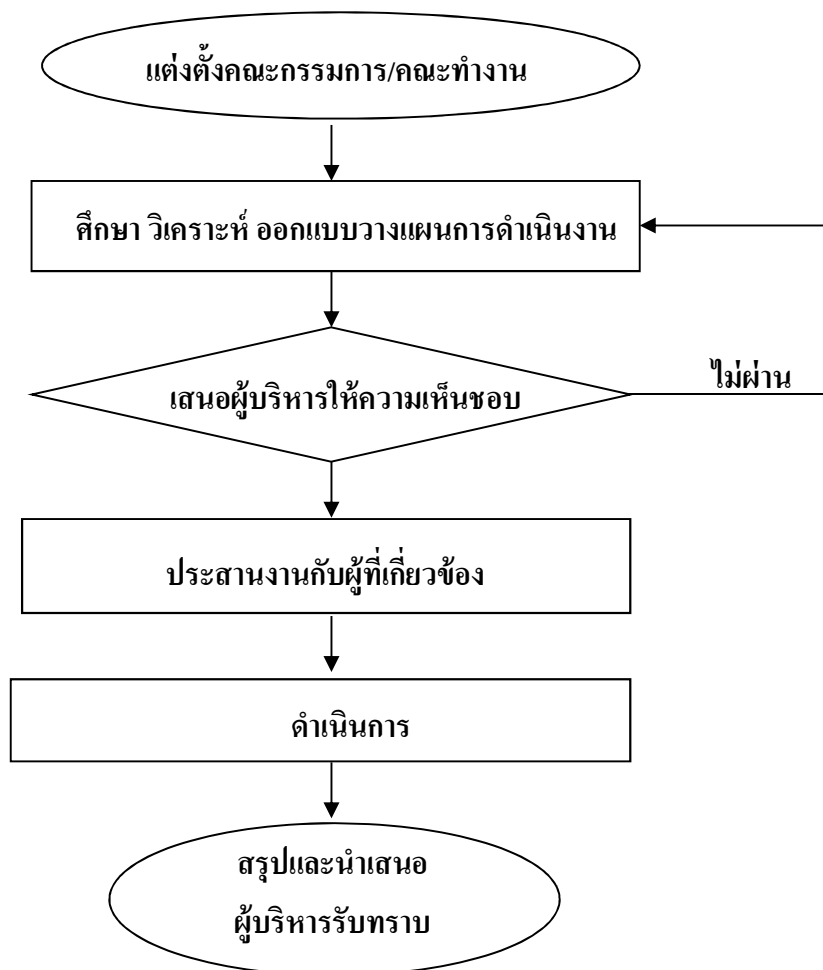 แต่งตั้งคณะกรรมการ/คณะทำงาน
ศึกษา วิเคราะห์ ออกแบบวางแผนการดำเนินงาน
เสนอผู้บริหารให้ความเห็นชอบ
ไม่ผ่าน
ประสานงานกับผู้ที่เกี่ยวข้อง
ดำเนินการ
สรุปและนำเสนอ
ผู้บริหารรับทราบ